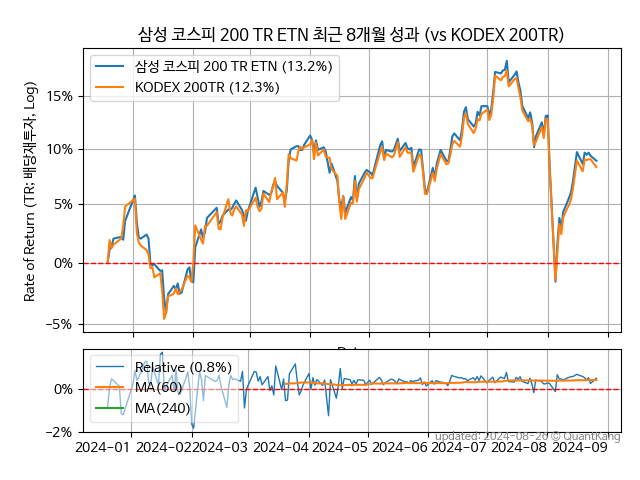 삼성 코스피 200 TR ETN 최근 8개월 성과 (vs KODEX 200TR)
Rate of Return (TR: 배당재투자, Log)
삼성 코스피 200 TR ETN (13.2%)
KODEX 200TR (12.3%)
15%
10%
5%
0%
−5%
Relative (0.8%)
MA(60)
MA(240)
0%
−2%
2024−01
2024−02
2024−03
2024−04
2024−05
2024−06
2024−07
2024−08
2024−09
updated: 2024-08-26 © QuantKang